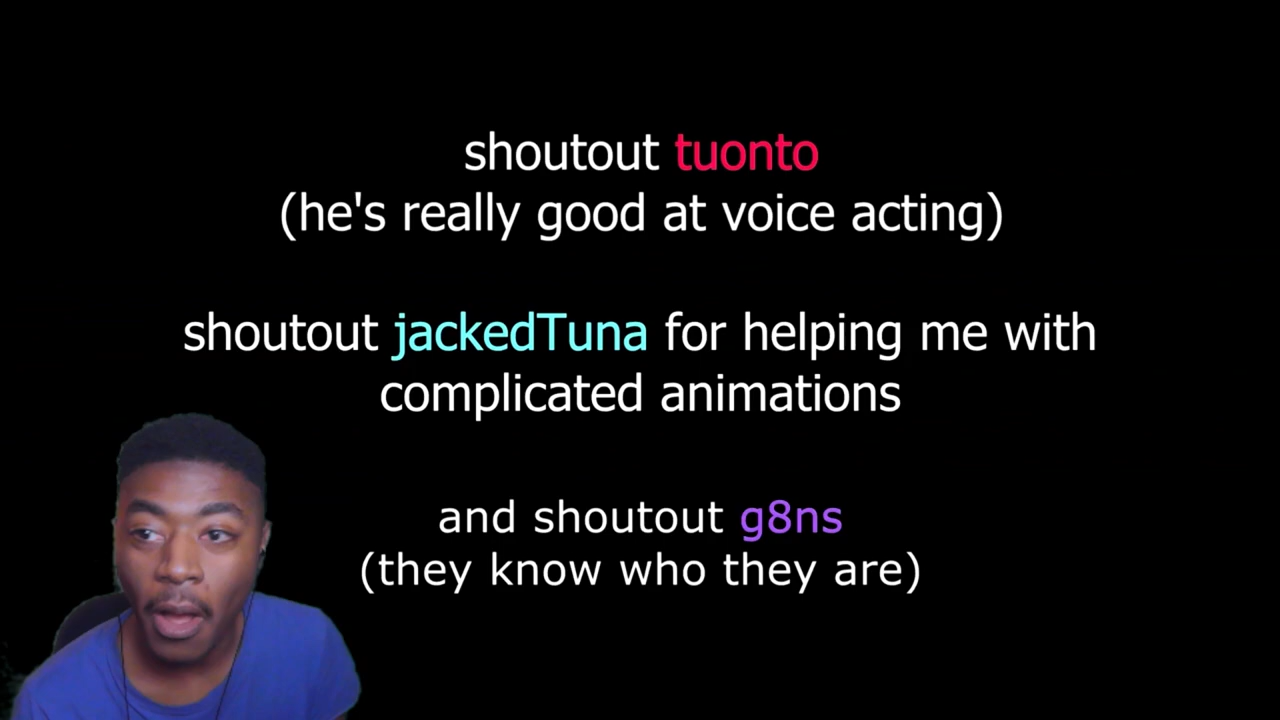 shoutout tuonto
(he's really good at voice acting)
shoutout jackedTuna for helping me with
complicated animations
and shoutout g8ns
(they know who they are)